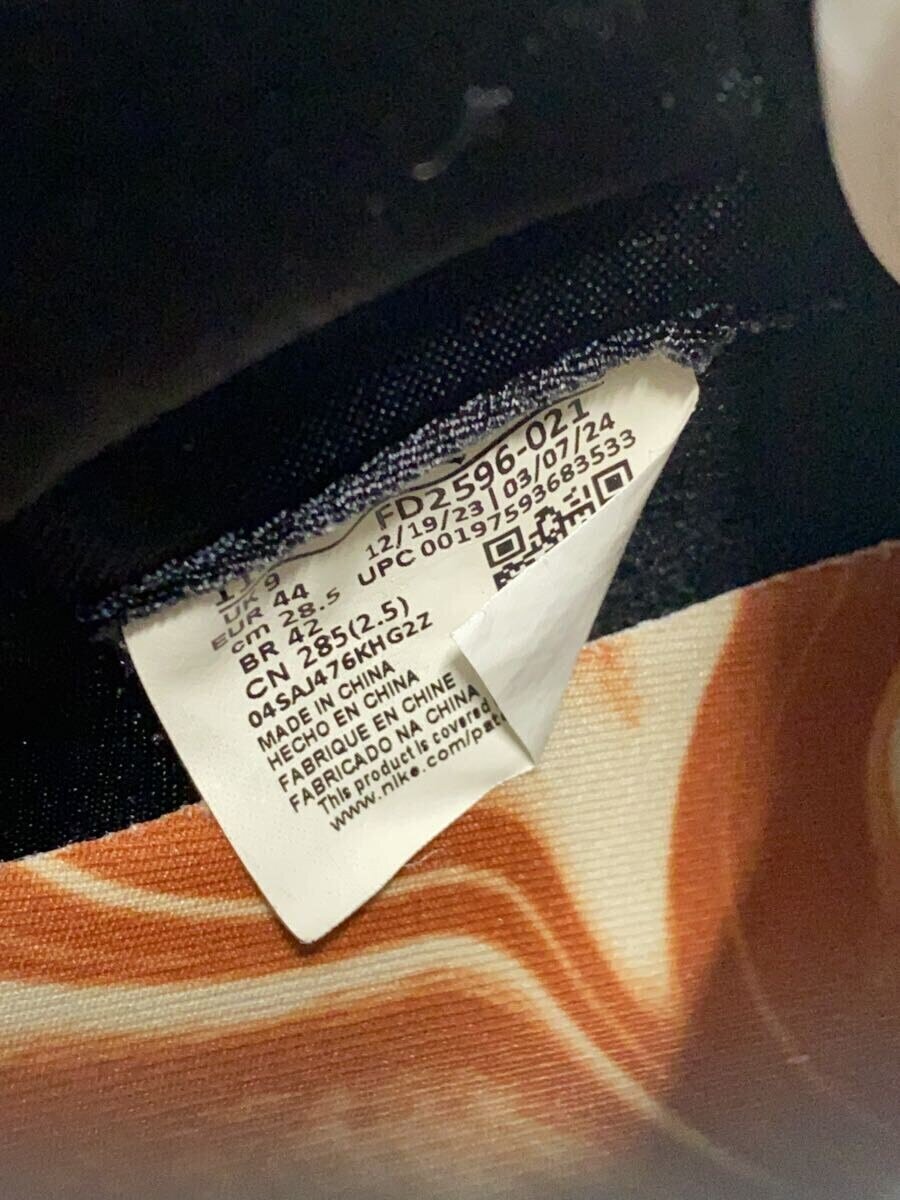 FD2596-021
12/19/23 | 03/07/24
UPC 00197593683533
UK 9
EUR 44
cm 28.5
BR 42
CN 285(2.5)
04SAJ476KHG2Z
MADE IN CHINA
HECHO EN CHINA
FABRIQUE EN CHINE
FABRICADO NA CHINA
This product is covered
www.nike.com/pat